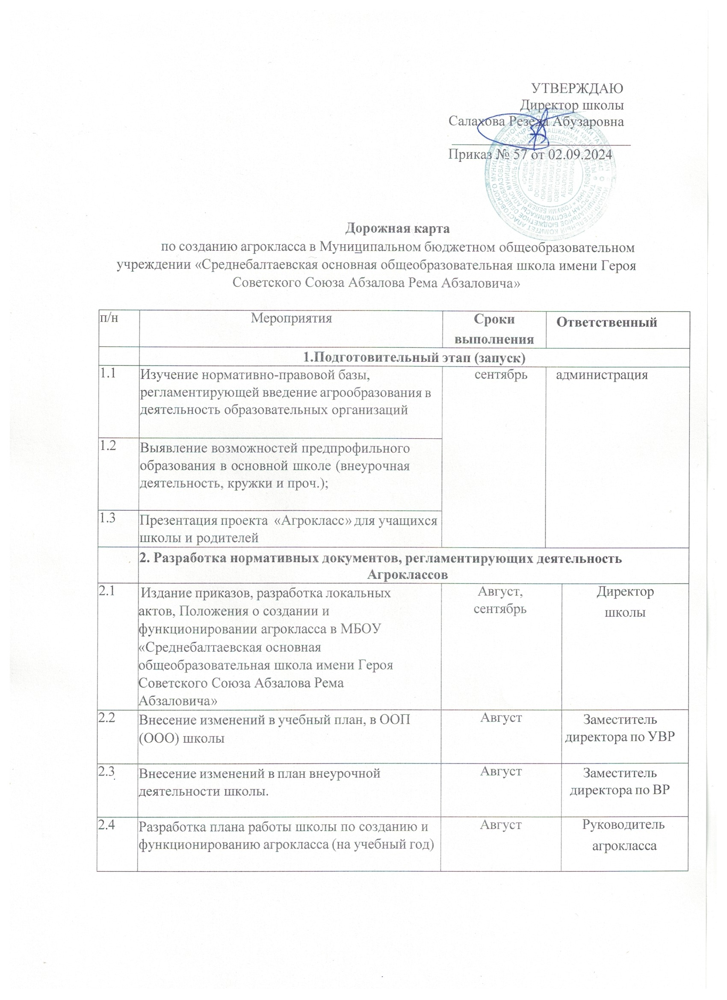 УТВЕРЖДАЮ
Директор школы
Салахова Резеда Абузаровна
Приказ № 57 от 02.09.2024
Дорожная карта
по созданию агрокласса в Муниципальном бюджетном общеобразовательном
учреждении «Среднебалтаевская основная общеобразовательная школа имени Героя
Советского Союза Абзалова Рема Абзаловича»
п/н Мероприятия Сроки выполнения Ответственный
1.Подготовительный этап (запуск)
1.1 Изучение нормативно-правовой базы, сентябрь администрация
регламентирующей введение агрообразования в
деятельность образовательных организаций
1.2 Выявление возможностей предпрофильного
образования в основной школе (внеурочная
деятельность, кружки и проч.);
1.3 Презентация проекта «Агрокласс» для учащихся
школы и родителей
2. Разработка нормативных документов, регламентирующих деятельность
Агроклассов
2.1 Издание приказов, разработка локальных Август, Директор
актов, Положения о создании и сентябрь школы
функционировании агрокласса в МБОУ
«Среднебалтаевская основная
общеобразовательная школа имени Героя
Советского Союза Абзалова Рема
Абзаловича»
2.2 Внесение изменений в учебный план, в ООП Август Заместитель
(ООО) школы директора по УВР
2.3 Внесение изменений в план внеурочной Август Заместитель
деятельности школы. директора по ВР
2.4 Разработка плана работы школы по созданию и Август Руководитель
функционированию агрокласса (на учебный год) агрокласса